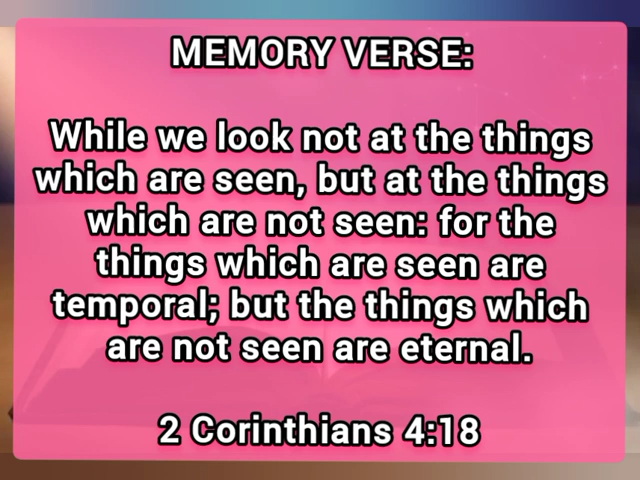 MEMORY VERSE:
While we look not at the things
which are seen, but at the things
which are not seen: for the
things which are seen are
temporal; but the things which
are not seen are eternal.
2 Corinthians 4:18